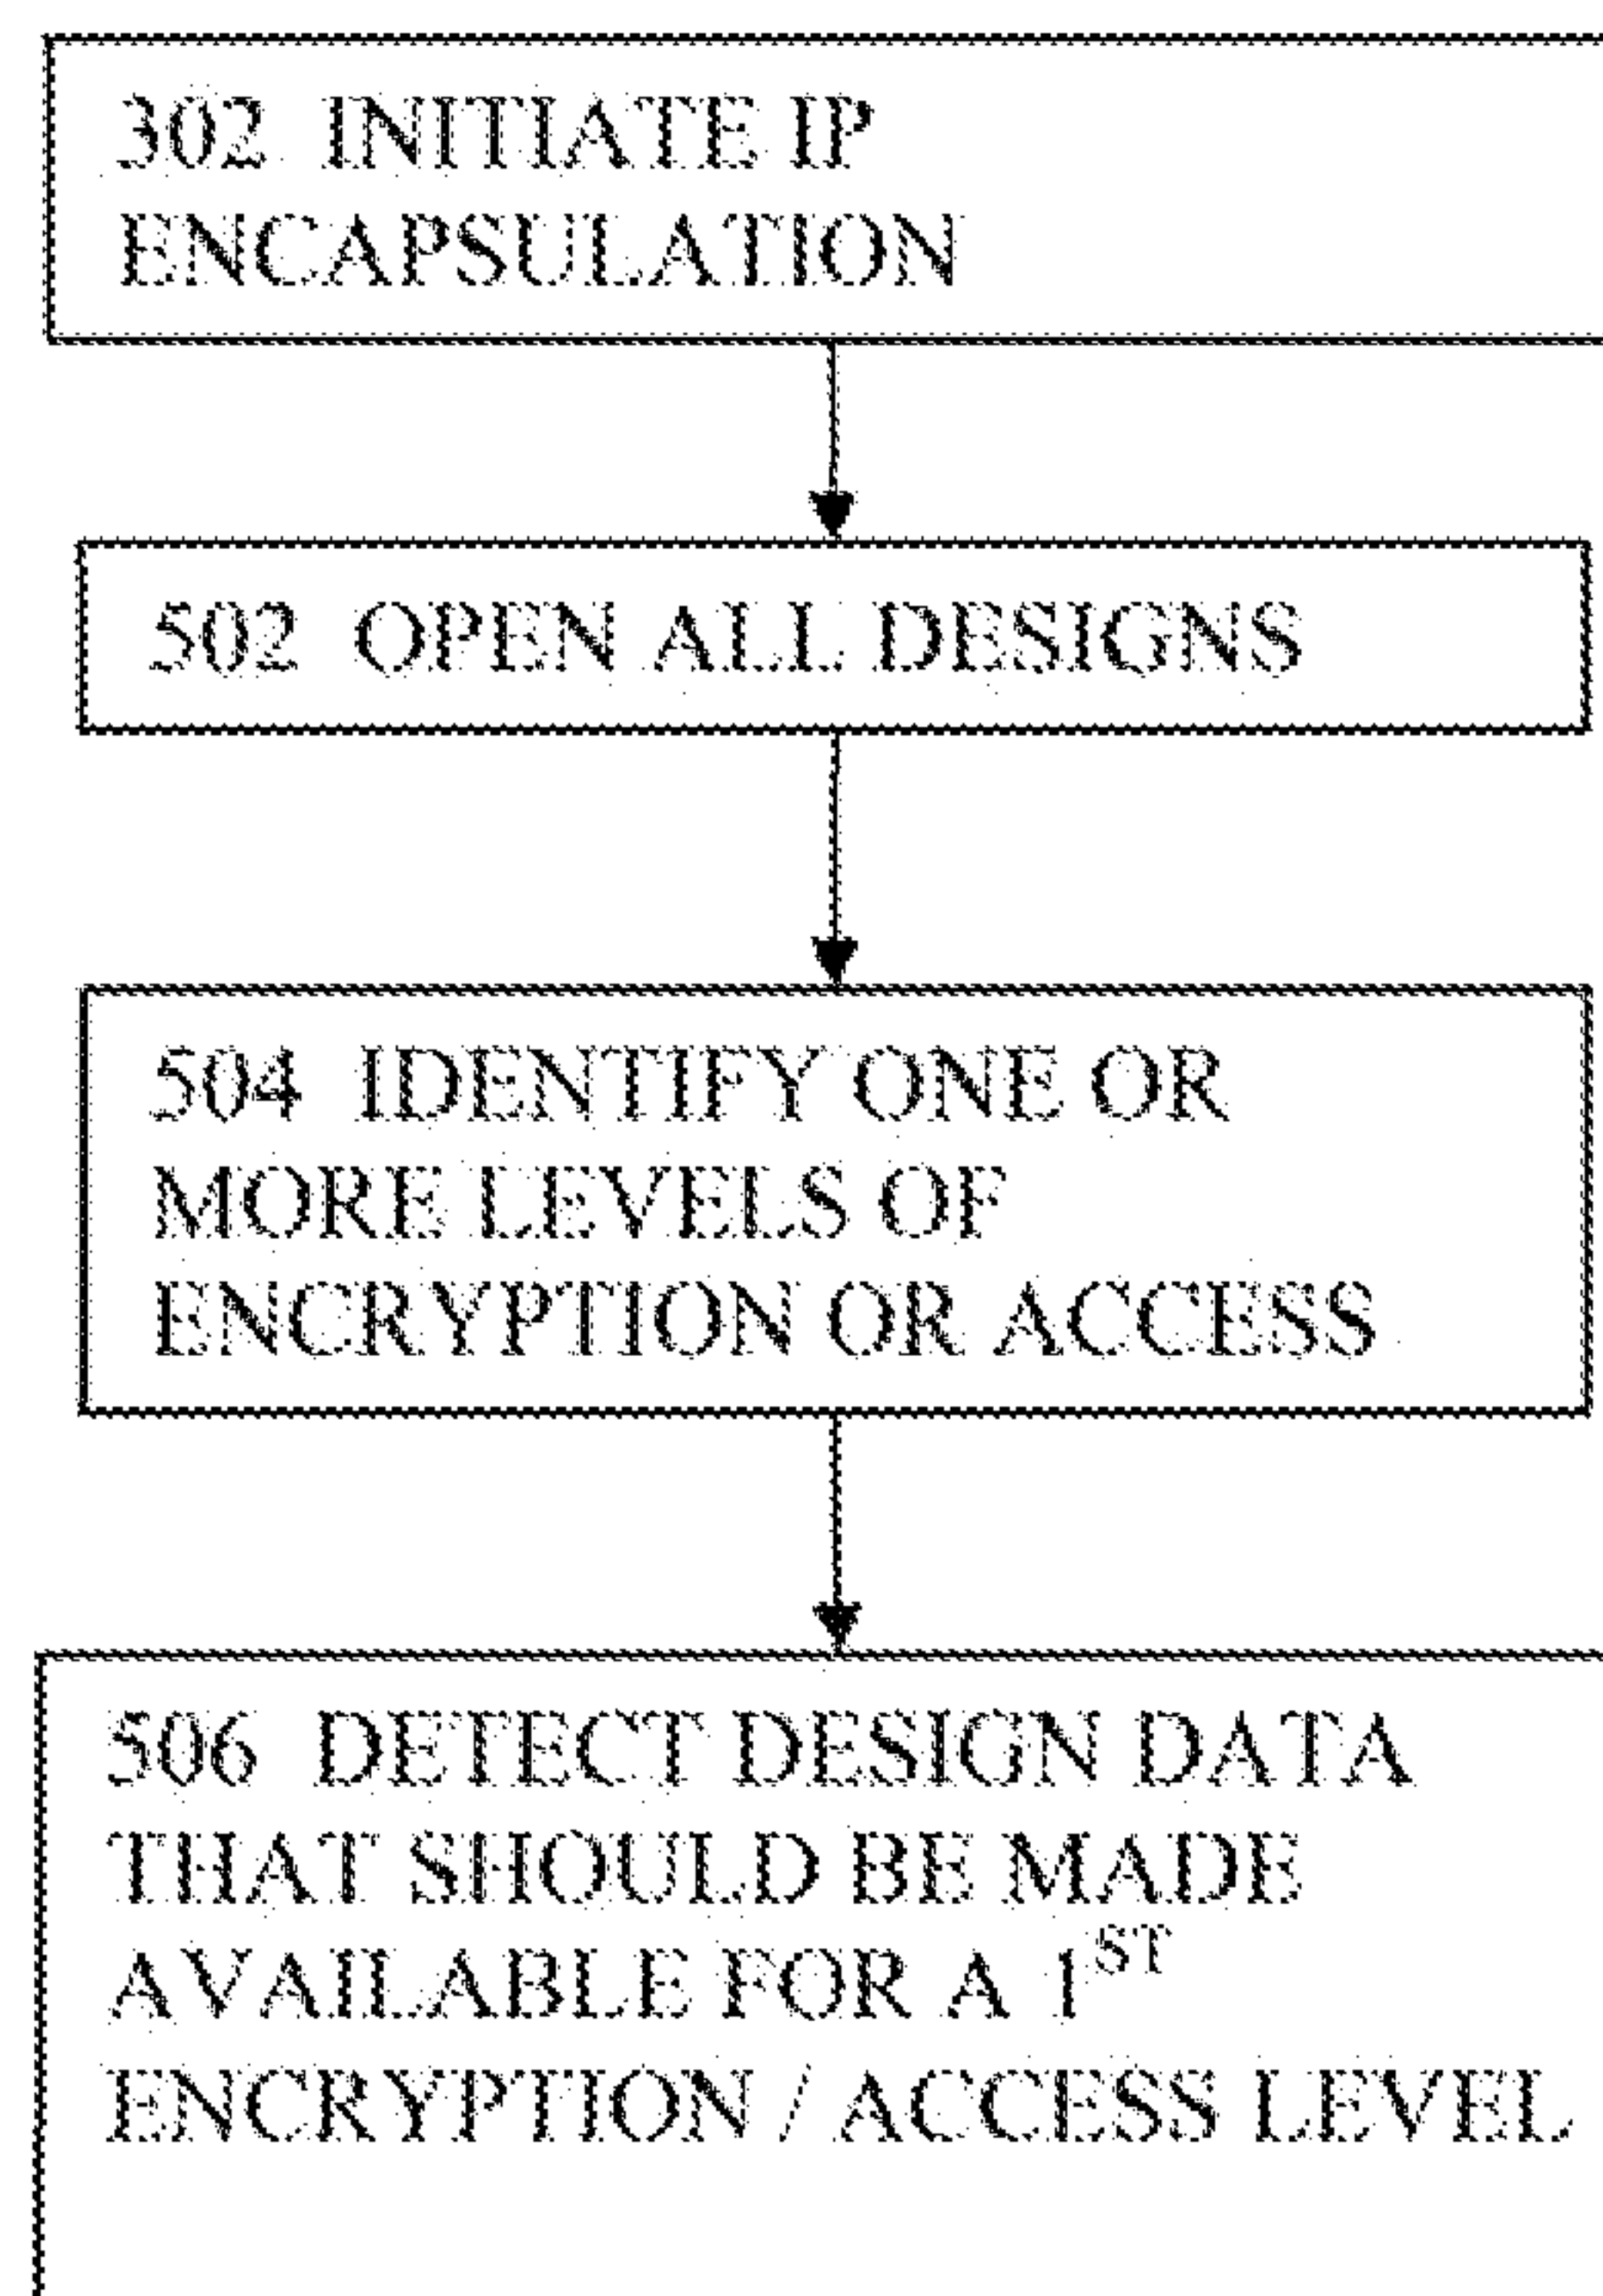 302 INITIATE IP
ENCAPSULATION
502 OPEN ALL DESIGNS
504 IDENTIFY ONE OR
MORE LEVELS OF
ENCRYPTION OR ACCESS
506 DETECT DESIGN DATA
THAT SHOULD BE MADE
AVAILABLE FOR A 1ST
ENCRYPTION / ACCESS LEVEL